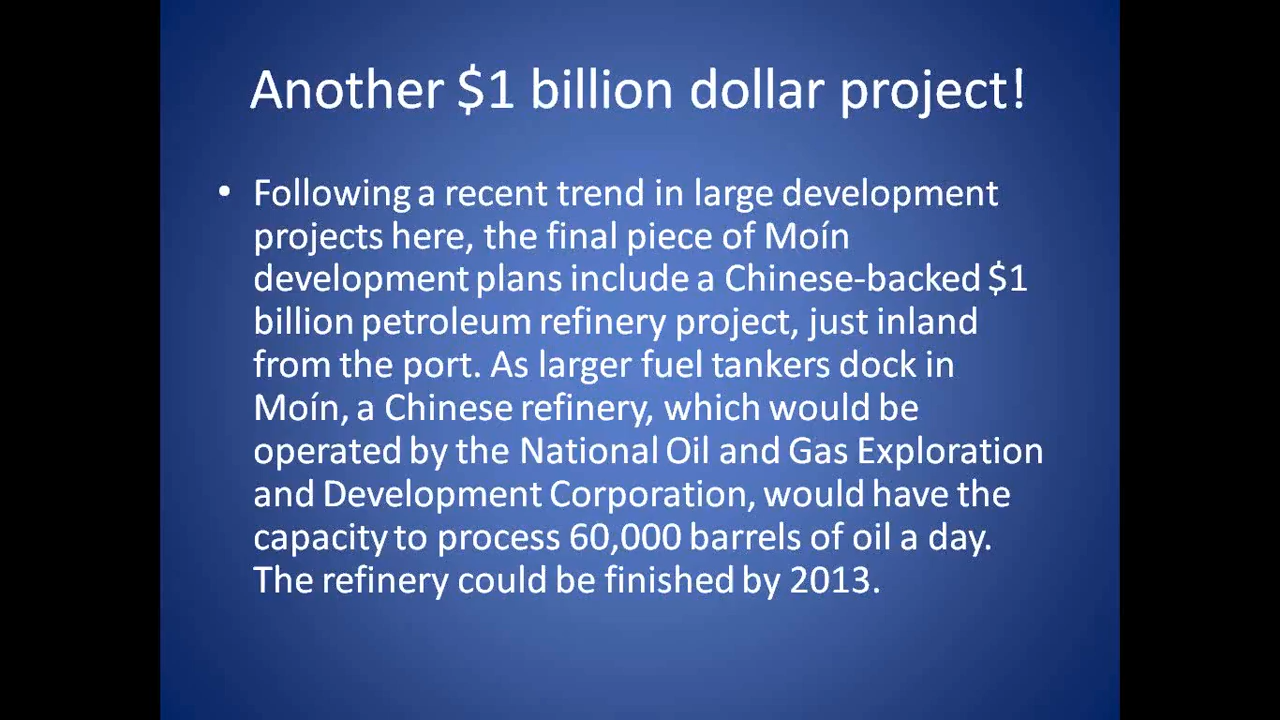 Another $1 billion dollar project!
• Following a recent trend in large development
projects here, the final piece of Moín
development plans include a Chinese-backed $1
billion petroleum refinery project, just inland
from the port. As larger fuel tankers dock in
Moín, a Chinese refinery, which would be
operated by the National Oil and Gas Exploration
and Development Corporation, would have the
capacity to process 60,000 barrels of oil a day.
The refinery could be finished by 2013.